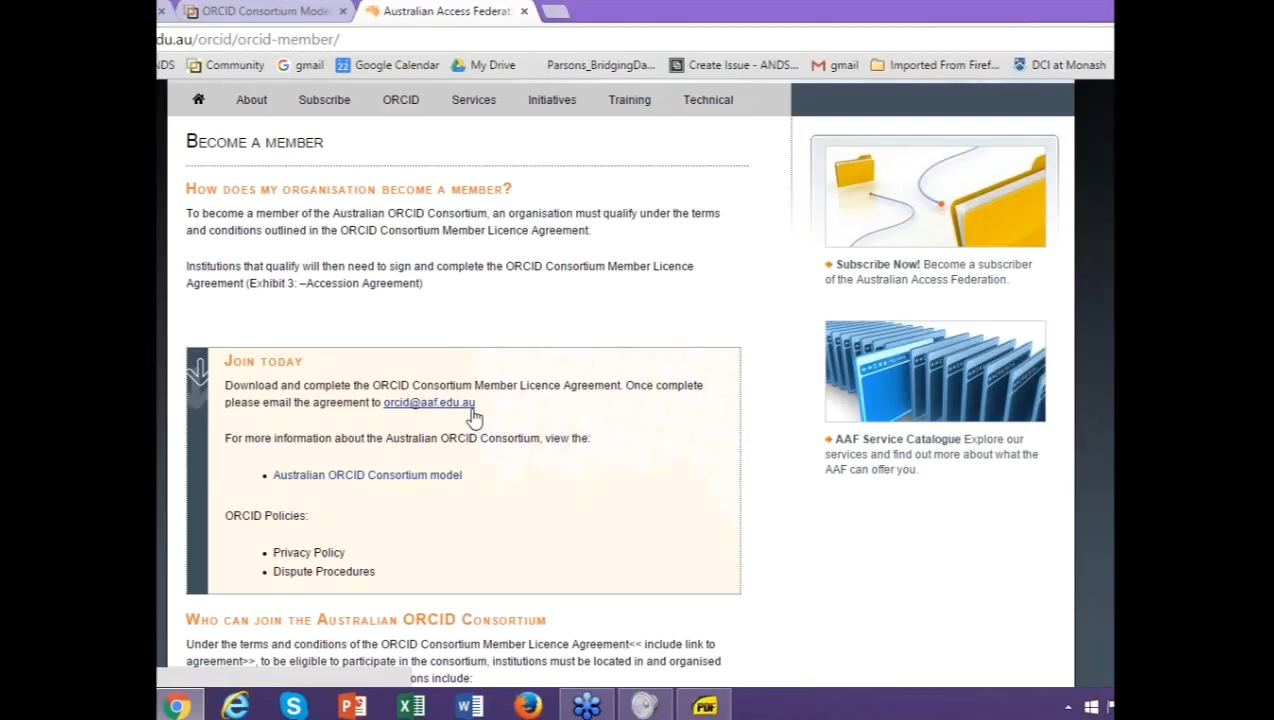 ORCID Consortium Mode
Australian Access Federat
du.au/orcid/orcid-member/
NDS Community gmail Google Calendar My Drive Parsons_BridgingDa... Create Issue - ANDS... gmail Imported From Firef... DCI at Monash
About Subscribe ORCID Services Initiatives Training Technical
BECOME A MEMBER
HOW DOES MY ORGANISATION BECOME A MEMBER?
To become a member of the Australian ORCID Consortium, an organisation must qualify under the terms
and conditions outlined in the ORCID Consortium Member Licence Agreement.
Institutions that qualify will then need to sign and complete the ORCID Consortium Member Licence
Agreement (Exhibit 3: –Accession Agreement)
JOIN TODAY
Download and complete the ORCID Consortium Member Licence Agreement. Once complete
please email the agreement to orcid@aaf.edu.au
For more information about the Australian ORCID Consortium, view the:
• Australian ORCID Consortium model
ORCID Policies:
• Privacy Policy
• Dispute Procedures
WHO CAN JOIN THE AUSTRALIAN ORCID CONSORTIUM
Under the terms and conditions of the ORCID Consortium Member Licence Agreement<< include link to
agreement>>, to be eligible to participate in the consortium, institutions must be located in and organised
ons include:
Subscribe Now! Become a subscriber
of the Australian Access Federation.
AAF Service Catalogue Explore our
services and find out more about what the
AAF can offer you.
PDF
22